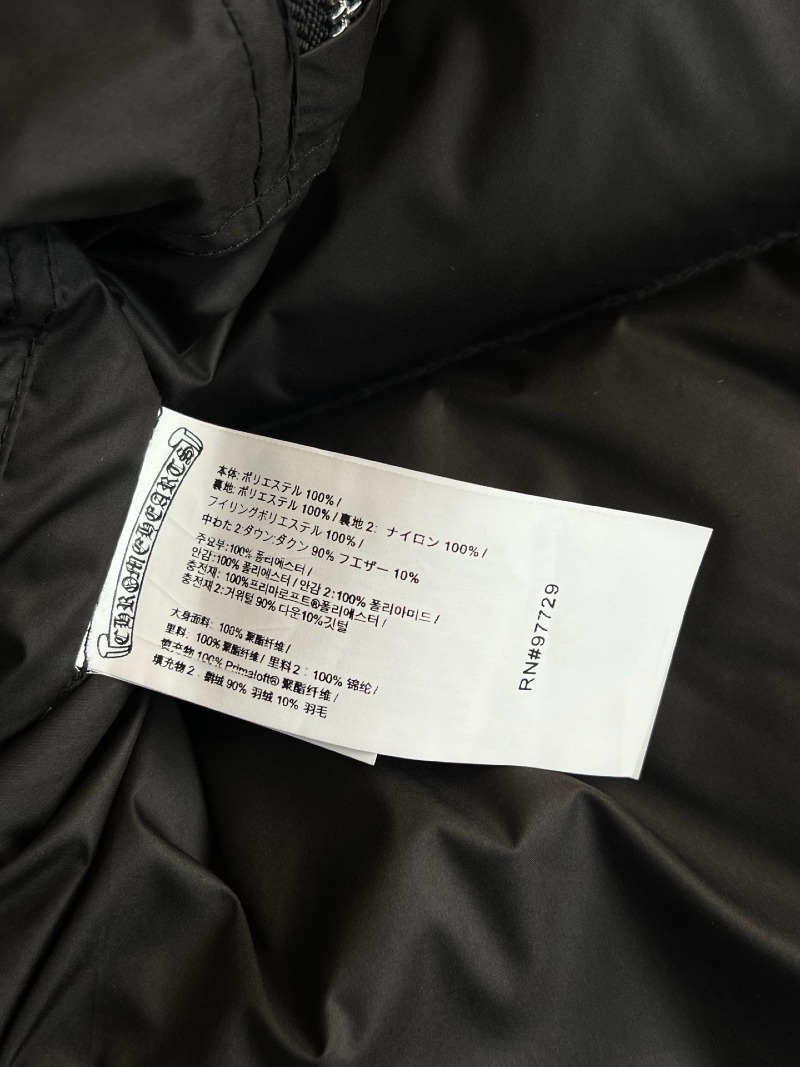 CHROME HEARTS
本体: ポリエステル 100% /
裏地: ポリエステル 100% / 裏地 2: ナイロン 100% /
フイリングポリエステル 100% /
中わた 2:ダウン:ダクン 90% フエザー 10%
주요부:100% 폴리에스터 /
안감:100% 폴리에스터 / 안감 2:100% 폴리아미드 /
충전재: 100%프리마로프트®폴리에스터 /
충전재 2:거위털 90% 다운10%깃털
大身面料: 100% 聚酯纤维 /
里料: 100% 聚酯纤维 / 里料2: 100% 锦纶 /
填充物 100% Primaloft® 聚酯纤维 /
填充物 2: 鹅绒 90% 羽绒 10% 羽毛
RN#97729